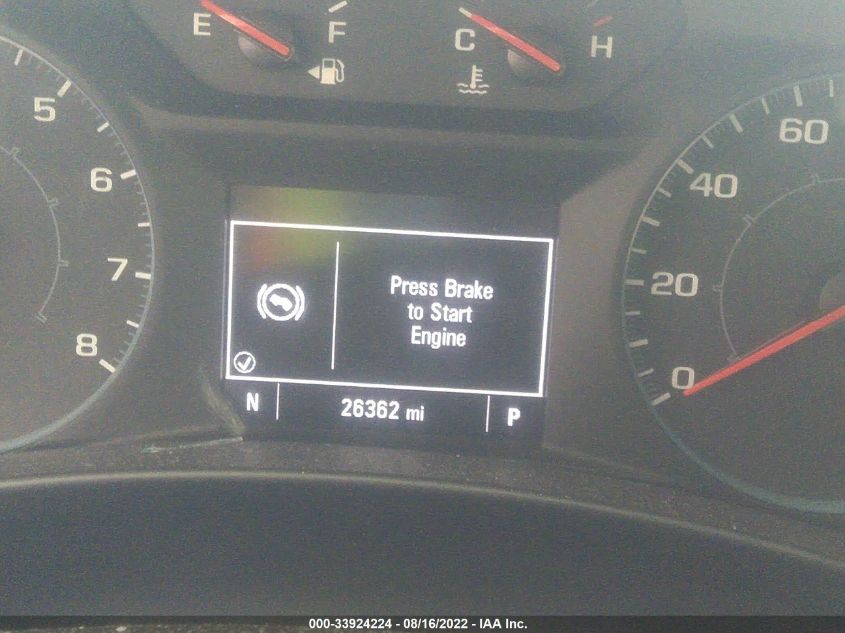 E F
C H
5
6
7
8
60
40
20
0
Press Brake
to Start
Engine
N 26362 mi P
000-33924224 - 08/16/2022 - IAA Inc.